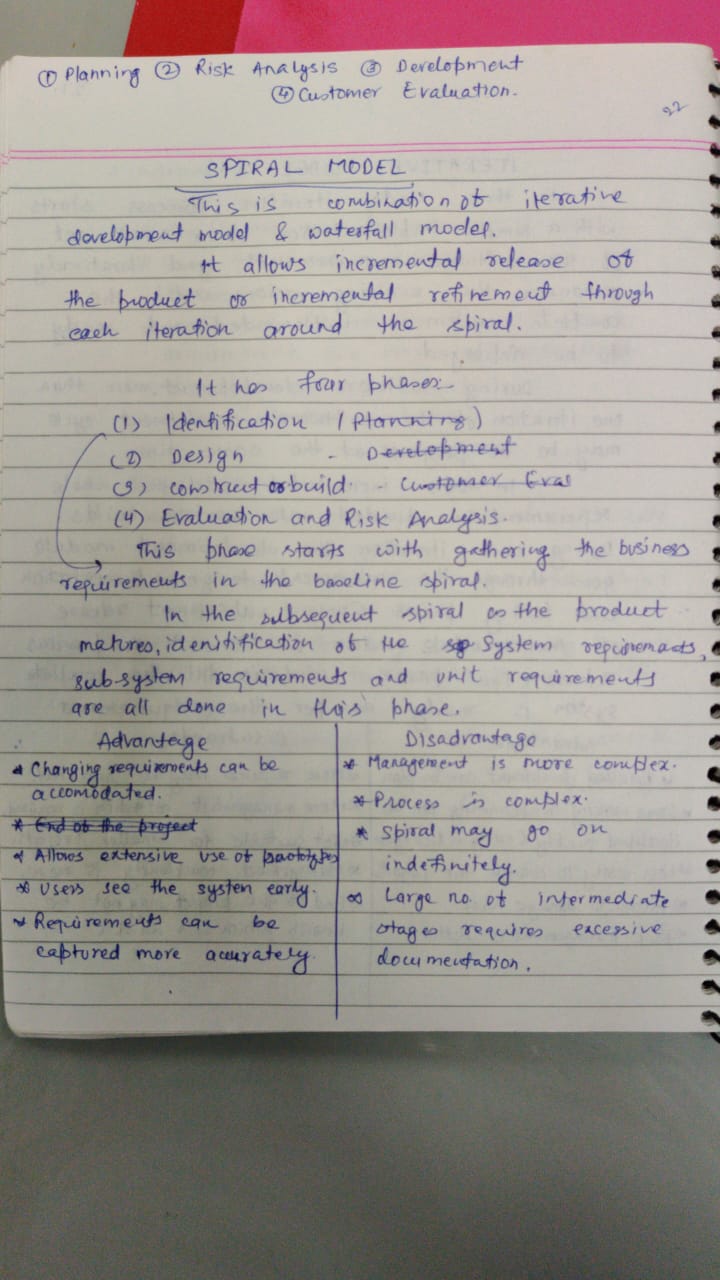 ① Planning ② Risk Analysis ③ Development
④ Customer Evaluation.
22
SPIRAL MODEL
This is combination of iterative
development model & waterfall model.
It allows incremental release of
the product or incremental refinement through
each iteration around the spiral.
It has four phases:-
(1) Identification / Planning)
(2) Design - Development
(3) construct or build. - Customer Eval
(4) Evaluation and Risk Analysis.
This phase starts with gathering the business
requirements in the baseline spiral.
In the subsequent spiral as the product
matures, idenitification of the sp System requirements,
sub-system requirements and unit requirements
are all done in this phase.
Advantage
* Changing requirements can be
accomodated.
* End of the project
* Allows extensive use of prototypes
* Users see the system early.
* Requirements can be
captured more accurately.
Disadvantage
* Management is more complex.
* Process is complex.
* Spiral may go on
indefinitely.
* Large no. of intermediate
stages requires excessive
documentation.